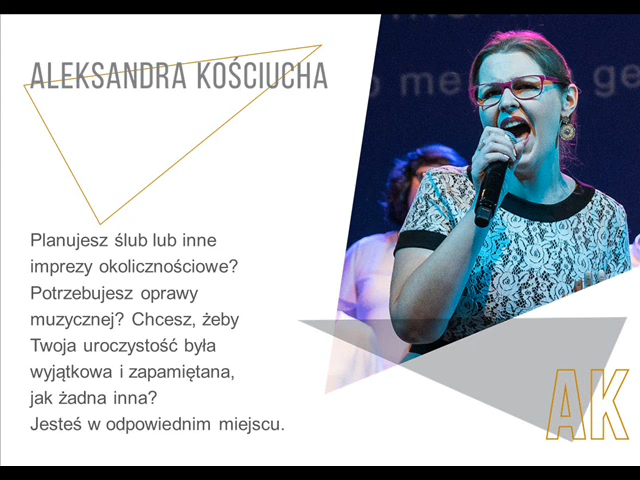 ALEKSANDRA KOŚCIUCHA
Planujesz ślub lub inne
imprezy okolicznościowe?
Potrzebujesz oprawy
muzycznej? Chcesz, żeby
Twoja uroczystość była
wyjątkowa i zapamiętana,
jak żadna inna?
Jesteś w odpowiednim miejscu.
AK